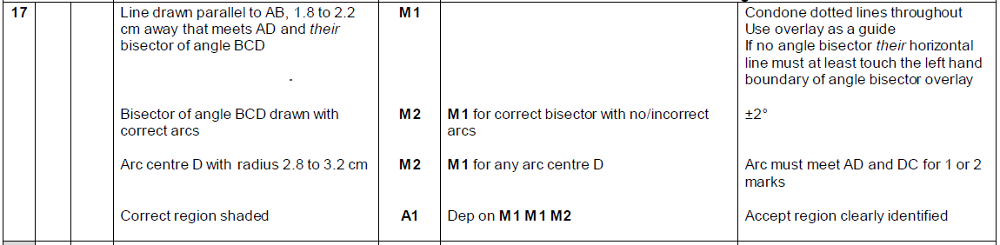 17
Line drawn parallel to AB, 1.8 to 2.2
cm away that meets AD and their
bisector of angle BCD
M1
Condone dotted lines throughout
Use overlay as a guide
If no angle bisector their horizontal
line must at least touch the left hand
boundary of angle bisector overlay
Bisector of angle BCD drawn with
correct arcs
M2
M1 for correct bisector with no/incorrect
arcs
±2°
Arc centre D with radius 2.8 to 3.2 cm
M2
M1 for any arc centre D
Arc must meet AD and DC for 1 or 2
marks
Correct region shaded
A1
Dep on M1 M1 M2
Accept region clearly identified